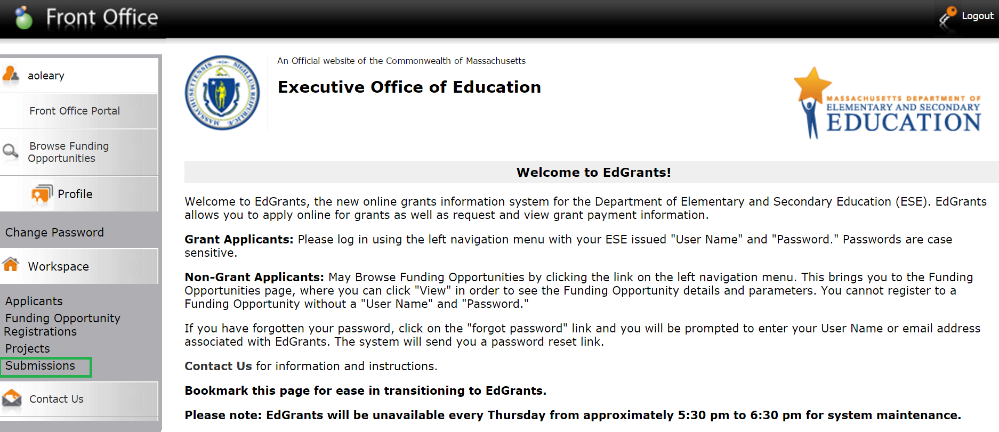 Front Office
Logout
aoleary
Front Office Portal
Browse Funding
Opportunities
Profile
Change Password
Workspace
Applicants
Funding Opportunity
Registrations
Projects
Submissions
Contact Us
An Official website of the Commonwealth of Massachusetts
Executive Office of Education
MASSACHUSETTS DEPARTMENT OF
ELEMENTARY AND SECONDARY
EDUCATION
Welcome to EdGrants!
Welcome to EdGrants, the new online grants information system for the Department of Elementary and Secondary Education (ESE). EdGrants
allows you to apply online for grants as well as request and view grant payment information.
Grant Applicants: Please log in using the left navigation menu with your ESE issued "User Name" and "Password." Passwords are case
sensitive.
Non-Grant Applicants: May Browse Funding Opportunities by clicking the link on the left navigation menu. This brings you to the Funding
Opportunities page, where you can click "View" in order to see the Funding Opportunity details and parameters. You cannot register to a
Funding Opportunity without a "User Name" and "Password."
If you have forgotten your password, click on the "forgot password" link and you will be prompted to enter your User Name or email address
associated with EdGrants. The system will send you a password reset link.
Contact Us for information and instructions.
Bookmark this page for ease in transitioning to EdGrants.
Please note: EdGrants will be unavailable every Thursday from approximately 5:30 pm to 6:30 pm for system maintenance.